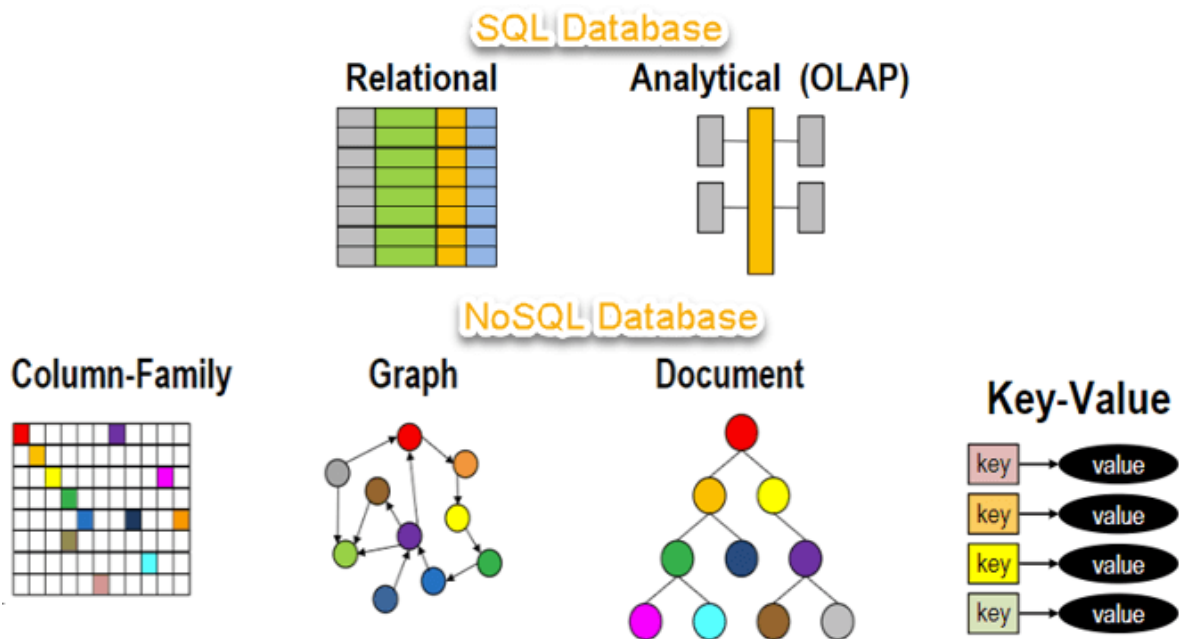 SQL Database
Relational
Analytical (OLAP)
NoSQL Database
Column-Family
Graph
Document
Key-Value
key value
key value
key value
key value